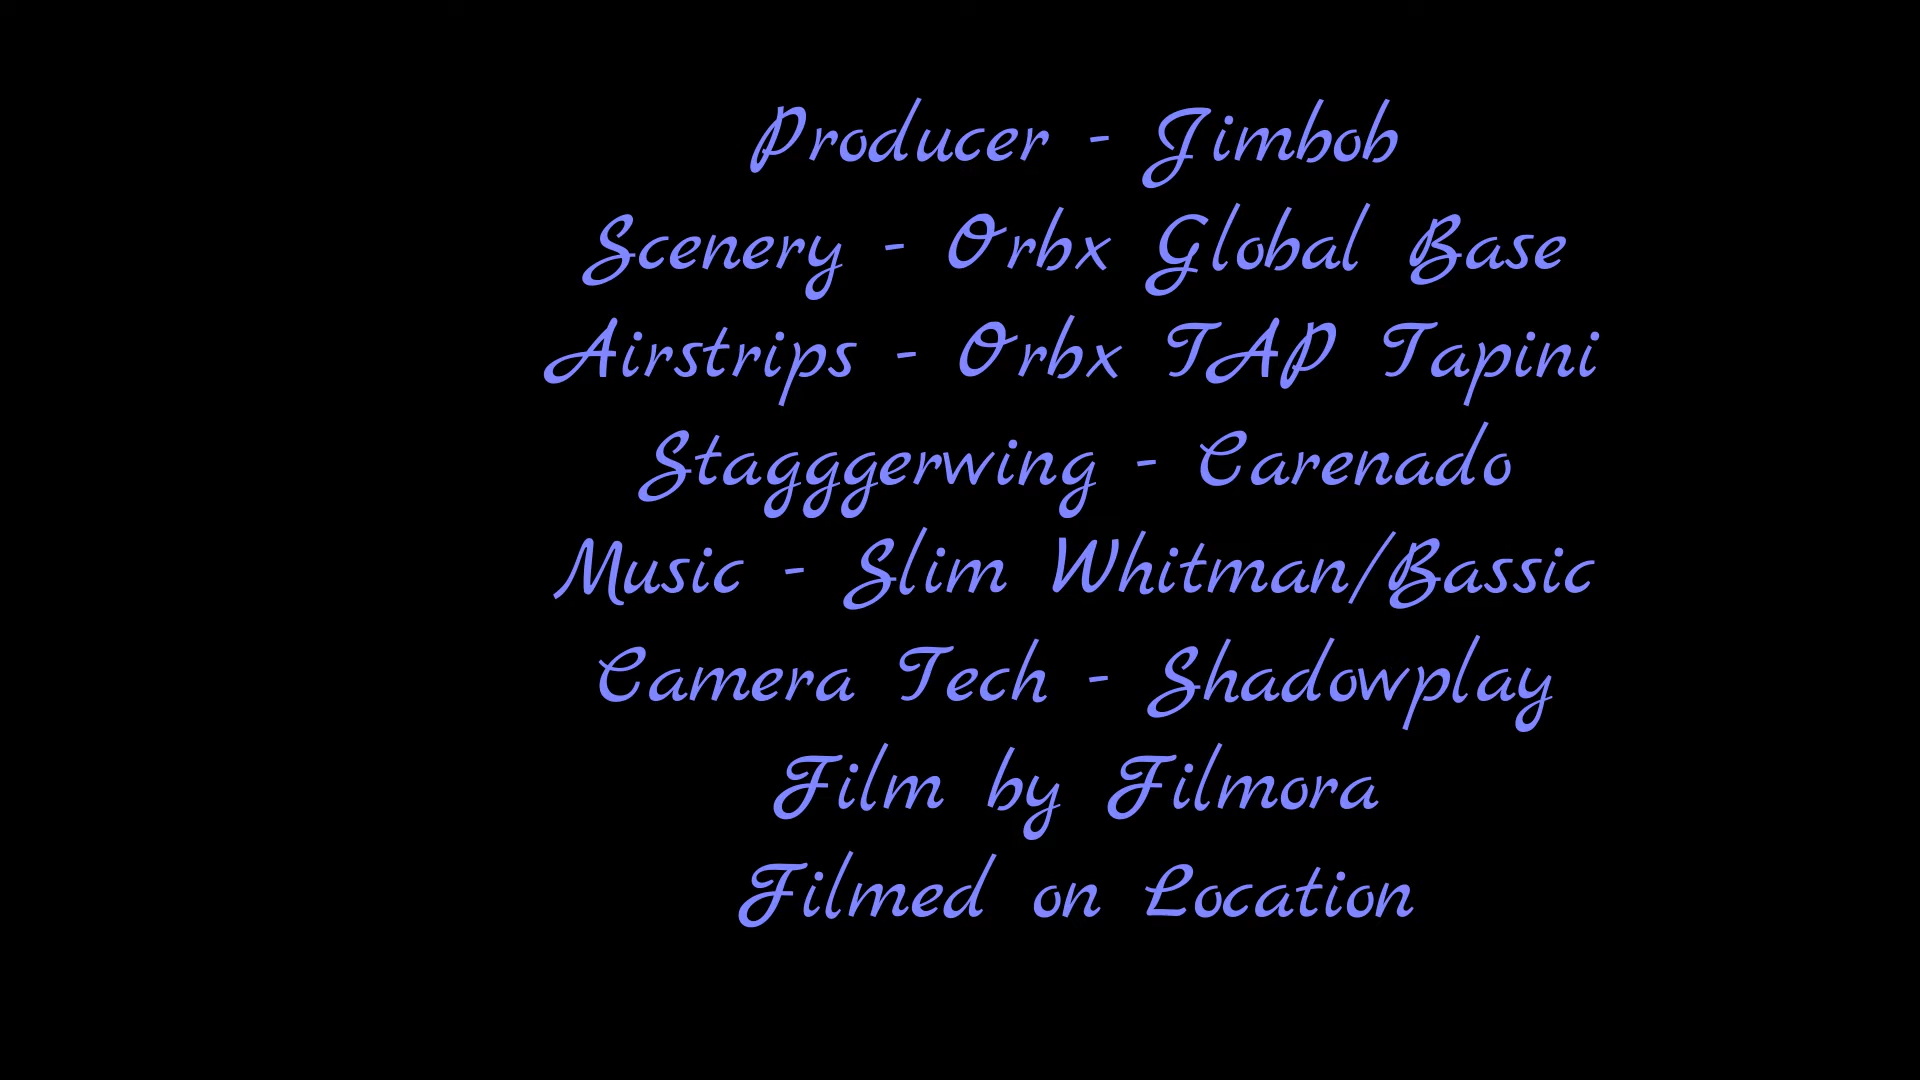 Producer - Jimbob
Scenery - Orbx Global Base
Airstrips - Orbx TAP Tapini
Stagggerwing - Carenado
Music - Slim Whitman/Bassic
Camera Tech - Shadowplay
Film by Filmora
Filmed on Location